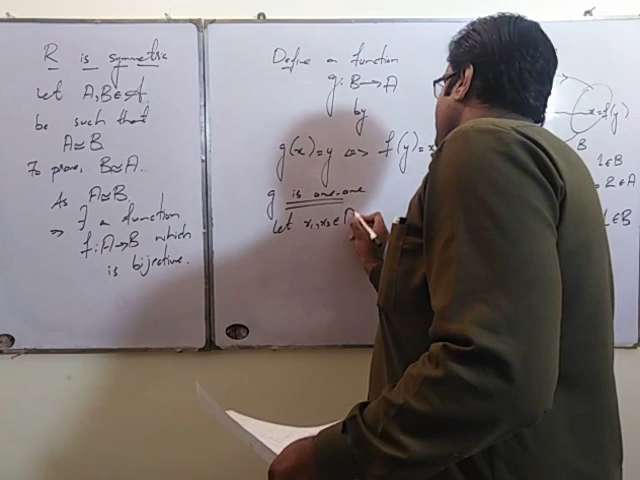 R is symmetric
Let A, B ∈ 𝒜
be such that
A ≃ B
To prove, B ≃ A.
As A ≃ B
⇒ ∃ a function
f: A → B which
is bijective.
Define a function
g: B → A
by
g(x) = y ⇔ f(y) = x
g is one-one
Let x₁, x₂ ∈
x = f(y)
B
1 ∈ B
= 2 ∈ A
∈ B